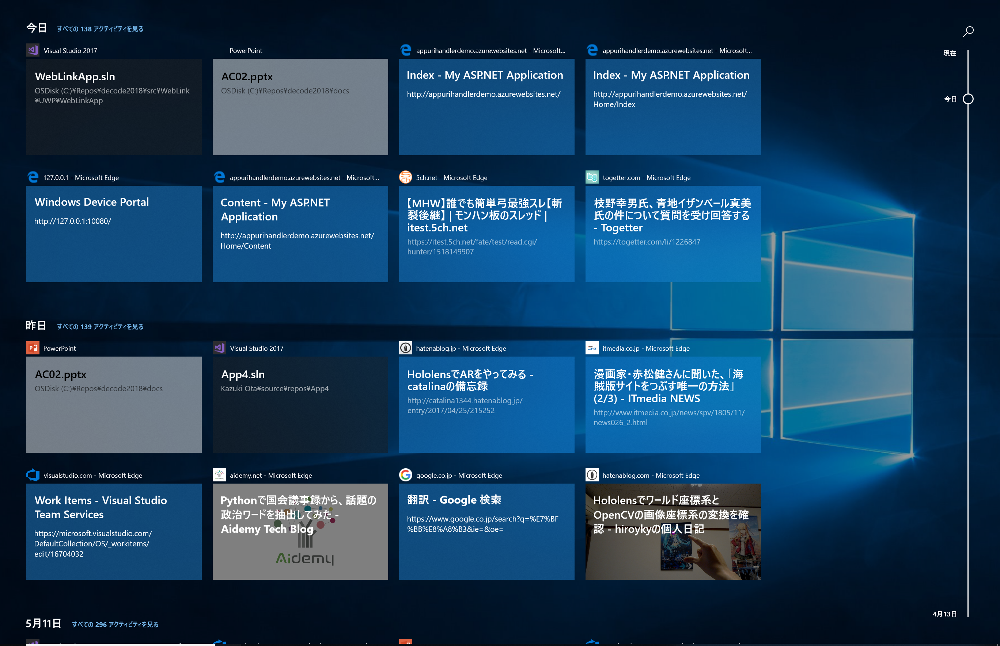 今日 すべての 138 アクティビティを見る
現在
今日
Visual Studio 2017
WebLinkApp.sln
OSDisk (C:)¥Repos¥decode2018¥src¥WebLink
¥UWP¥WebLinkApp
PowerPoint
AC02.pptx
OSDisk (C:)¥Repos¥decode2018¥docs
appurihandlerdemo.azurewebsites.net - Microsoft...
Index - My ASP.NET Application
http://appurihandlerdemo.azurewebsites.net/
appurihandlerdemo.azurewebsites.net - Microsoft...
Index - My ASP.NET Application
http://appurihandlerdemo.azurewebsites.net/
Home/Index
127.0.0.1 - Microsoft Edge
Windows Device Portal
http://127.0.0.1:10080/
appurihandlerdemo.azurewebsites.net - Microsoft...
Content - My ASP.NET
Application
http://appurihandlerdemo.azurewebsites.net/
Home/Content
5ch.net - Microsoft Edge
【MHW】誰でも簡単弓最強スレ【斬
裂後継】 | モンハン板のスレッド |
itest.5ch.net
https://itest.5ch.net/fate/test/read.cgi/
hunter/1518149907
togetter.com - Microsoft Edge
枝野幸男氏、青地イザンベール真美
氏の件について質問を受け回答する
- Togetter
https://togetter.com/li/1226847
昨日 すべての 139 アクティビティを見る
PowerPoint
AC02.pptx
OSDisk (C:)¥Repos¥decode2018¥docs
Visual Studio 2017
App4.sln
Kazuki Ota¥source¥repos¥App4
hatenablog.jp - Microsoft Edge
HololensでARをやってみる -
catalinaの備忘録
http://catalina1344.hatenablog.jp/
entry/2017/04/25/215252
itmedia.co.jp - Microsoft Edge
漫画家・赤松健さんに聞いた、「海
賊版サイトをつぶす唯一の方法」
(2/3) - ITmedia NEWS
http://www.itmedia.co.jp/news/spv/1805/11/
news026_2.html
visualstudio.com - Microsoft Edge
Work Items - Visual Studio
Team Services
https://microsoft.visualstudio.com/
DefaultCollection/OS/_workitems/
edit/16704032
aidemy.net - Microsoft Edge
Pythonで国会議事録から、話題の
政治ワードを抽出してみた -
Aidemy Tech Blog
Aidemy
google.co.jp - Microsoft Edge
翻訳 - Google 検索
https://www.google.co.jp/search?q=%E7%BF
%BB%E8%A8%B3&ie=&oe=
hatenablog.com - Microsoft Edge
Hololensでワールド座標系と
OpenCVの画像座標系の変換を確
認 - hiroykyの個人日記
2013
4月13日
5月11日 すべての 296 アクティビティを見る